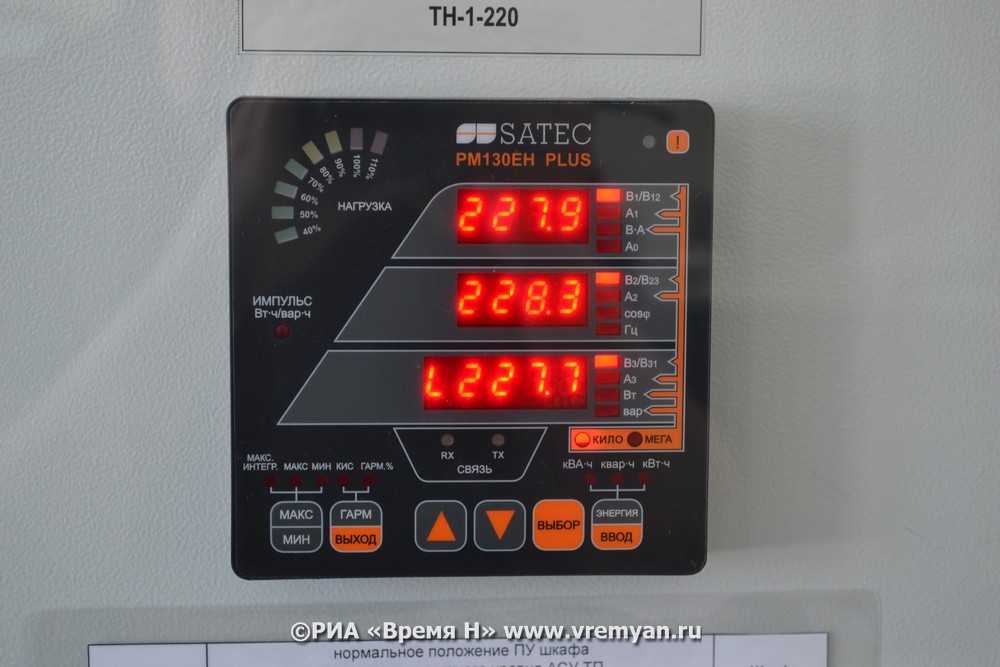 ТН-1-220
SATEC
PM130EH PLUS
!
110%
100%
90%
80%
70%
60%
50%
40%
НАГРУЗКА
227.9
В1/В12
А1
В·А
А0
ИМПУЛЬС
Вт·ч/вар·ч
228.3
В2/В23
А2
cosφ
Гц
L227.7
В3/В31
А3
Вт
вар
КИЛО МЕГА
RX TX
СВЯЗЬ
МАКС.
ИНТЕГР. МАКС МИН КИС ГАРМ.%
кВА·ч квар·ч кВт·ч
МАКС
МИН
ГАРМ
ВЫХОД
ВЫБОР
ЭНЕРГИЯ
ВВОД
©РИА «Время Н» www.vremyan.ru
нормальное положение ПУ шкафа
АСУ ТП